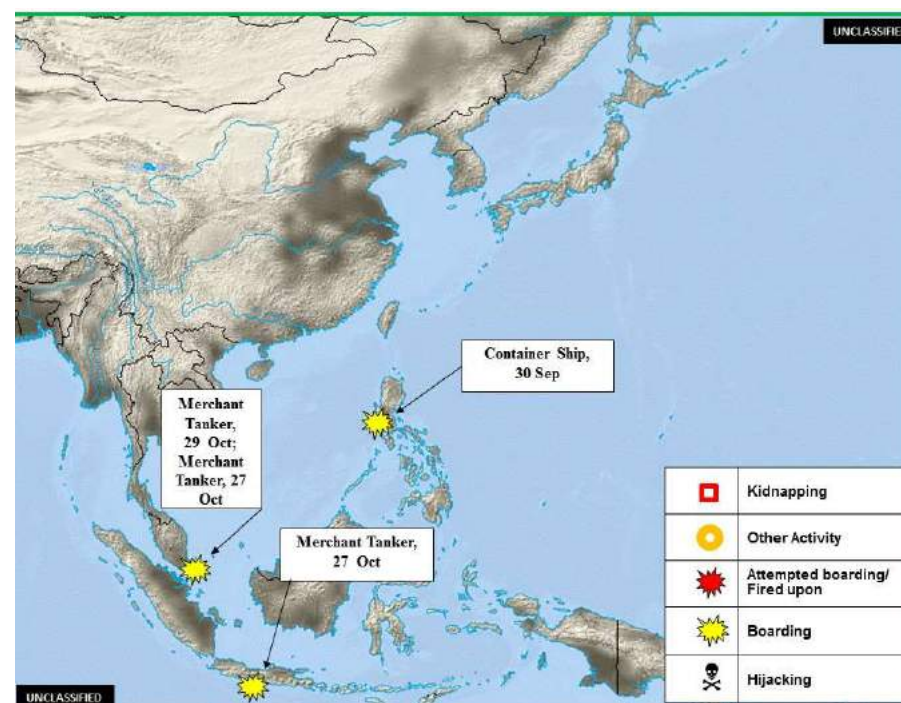 UNCLASSIFIE
Container Ship,
30 Sep
Merchant
Tanker,
29 Oct;
Merchant
Tanker, 27
Oct
Merchant Tanker,
27 Oct
Kidnapping
Other Activity
Attempted boarding/
Fired upon
Boarding
Hijacking
UNCLASSIFIED